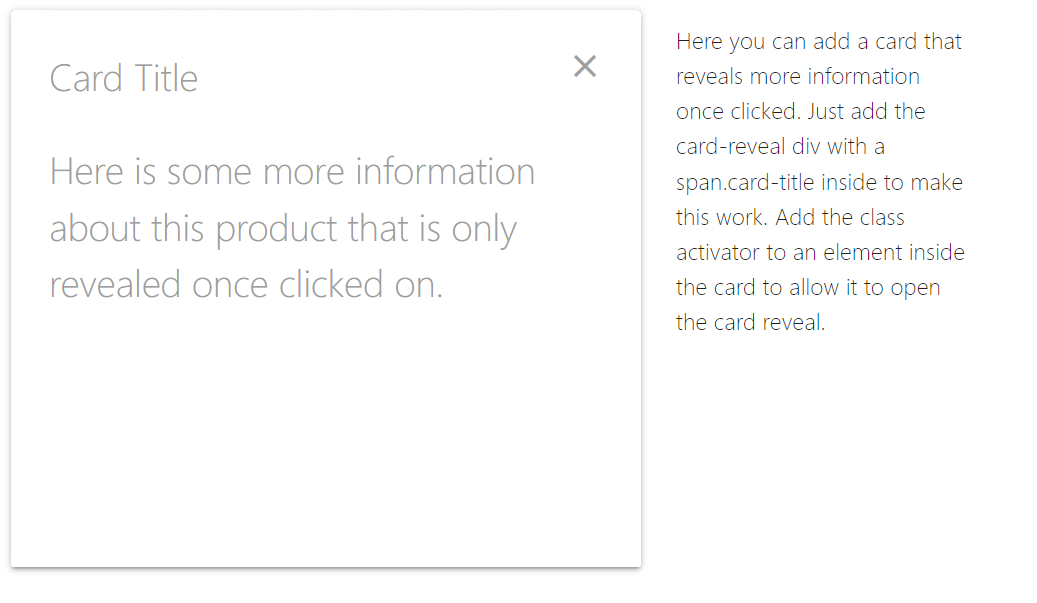 Card Title
Here is some more information
about this product that is only
revealed once clicked on.
Here you can add a card that
reveals more information
once clicked. Just add the
card-reveal div with a
span.card-title inside to make
this work. Add the class
activator to an element inside
the card to allow it to open
the card reveal.